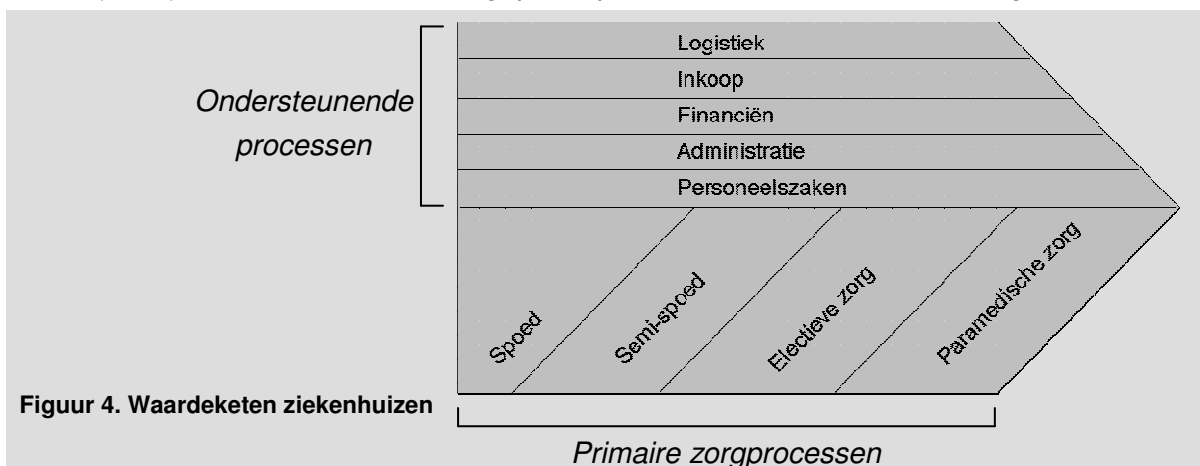 Logistiek
Inkoop
Financiën
Administratie
Personeelszaken
Ondersteunende
processen
Spoed
Semi-spoed
Electieve zorg
Paramedische zorg
Figuur 4. Waardeketen ziekenhuizen
Primaire zorgprocessen